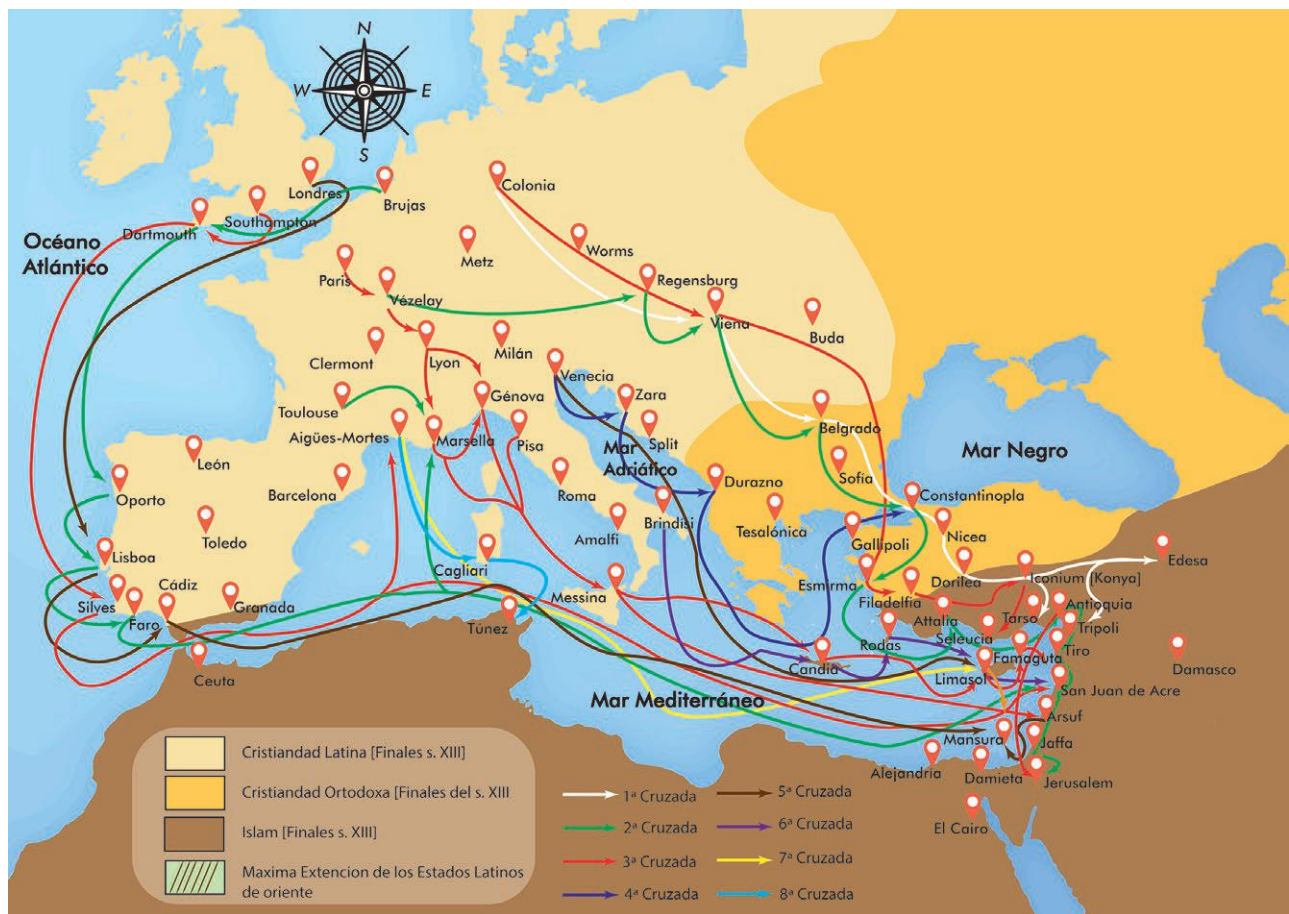 N
W
E
S
Londres
Brujas
Colonia
Southampton
Dartmouth
Océano
Atlántico
Metz
Worms
Paris
Vézelay
Regensburg
Viena
Buda
Clermont
Lyon
Milán
Venecia
Zara
Toulouse
Génova
Aigües-Mortes
Marsella
Pisa
Split
Belgrado
Mar
Adriático
Mar Negro
León
Barcelona
Roma
Durazno
Sofía
Constantinopla
Oporto
Toledo
Amalfi
Brindisi
Tesalónica
Gallipoli
Nicea
Lisboa
Cádiz
Cagliari
Edesa
Silves
Faro
Granada
Túnez
Messina
Esmirma
Filadelfía
Dorilea
Iconium [Konya]
Attalia
Tarso
Antioquia
Tripoli
Seleucia
Ceuta
Candia
Rodas
Famaguta
Tiro
Damasco
Limasol
San Juan de Acre
Mar Mediterráneo
Arsuf
Mansura
Jaffa
Alejandría
Damieta
Jerusalem
El Cairo
Cristiandad Latina [Finales s. XIII]
Cristiandad Ortodoxa [Finales del s. XIII
Islam [Finales s. XIII]
Maxima Extencion de los Estados Latinos
de oriente
1ª Cruzada
2ª Cruzada
3ª Cruzada
4ª Cruzada
5ª Cruzada
6ª Cruzada
7ª Cruzada
8ª Cruzada